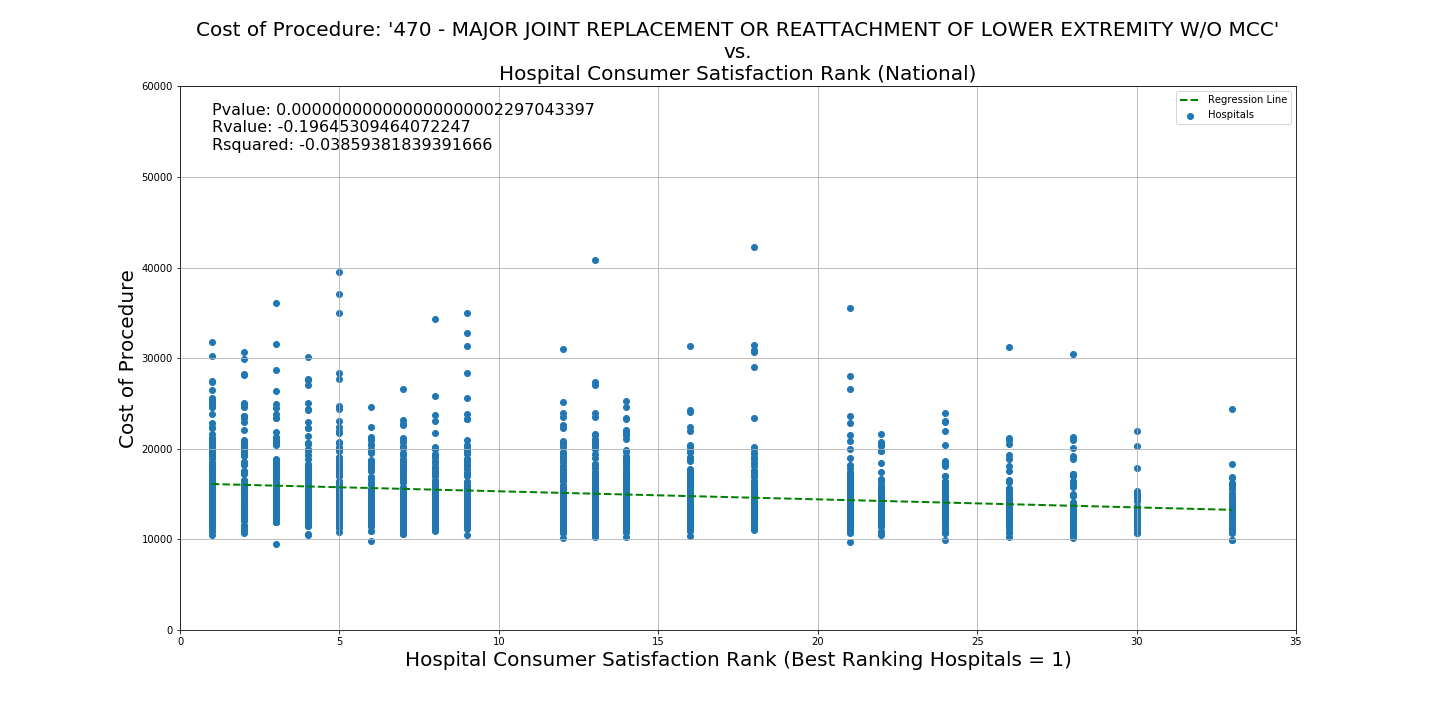 Cost of Procedure: '470 - MAJOR JOINT REPLACEMENT OR REATTACHMENT OF LOWER EXTREMITY W/O MCC'
vs.
Hospital Consumer Satisfaction Rank (National)
Pvalue: 0.0000000000000000000002297043397
Rvalue: -0.19645309464072247
Rsquared: -0.03859381839391666
Regression Line
Hospitals
60000
50000
40000
30000
20000
10000
0
Cost of Procedure
0 5 10 15 20 25 30 35
Hospital Consumer Satisfaction Rank (Best Ranking Hospitals = 1)